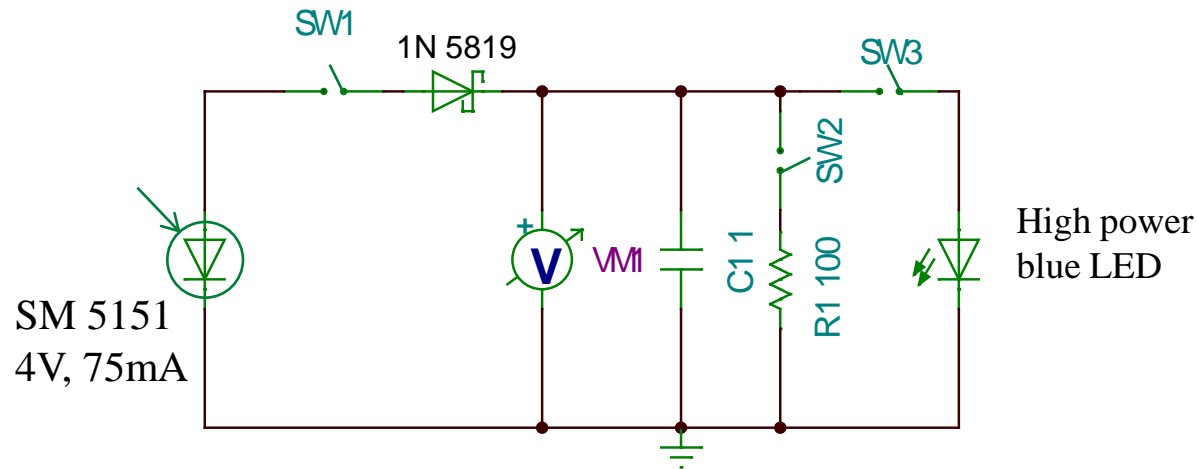 SW1
1N 5819
SW3
SW2
+
V
VM1
C1 1
R1 100
High power
blue LED
SM 5151
4V, 75mA